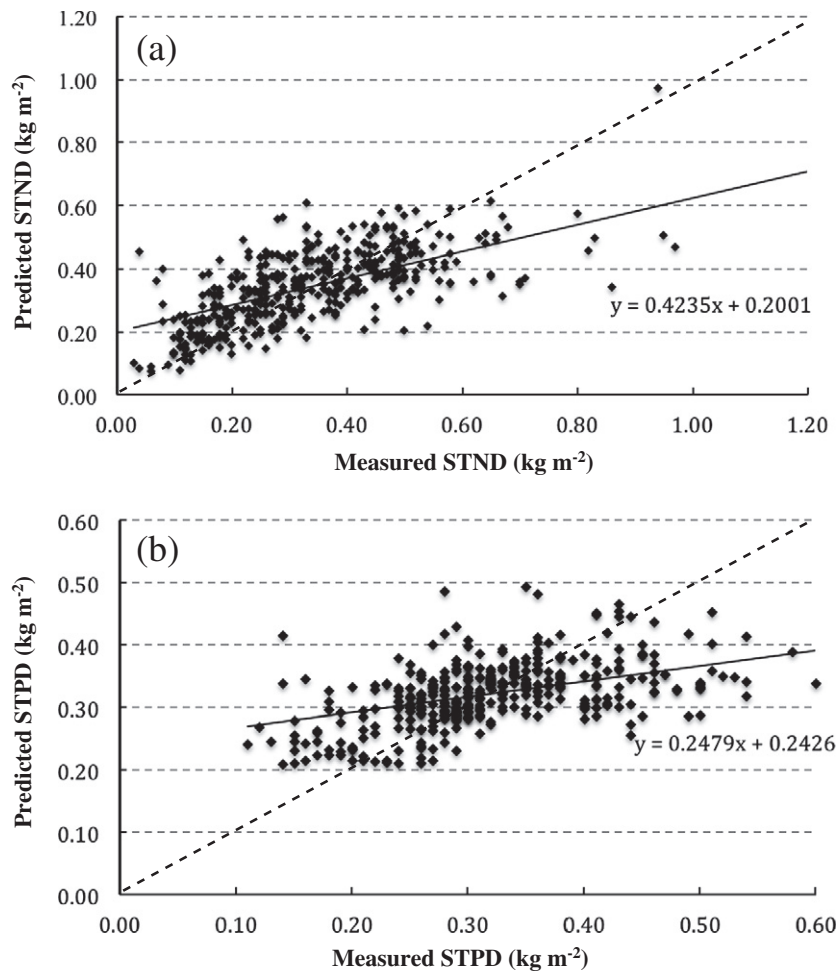 (a)
Predicted STND (kg m⁻²)
1.20
1.00
0.80
0.60
0.40
0.20
0.00
y = 0.4235x + 0.2001
0.00 0.20 0.40 0.60 0.80 1.00 1.20
Measured STND (kg m⁻²)
(b)
Predicted STPD (kg m⁻²)
0.60
0.50
0.40
0.30
0.20
0.10
0.00
y = 0.2479x + 0.2426
0.00 0.10 0.20 0.30 0.40 0.50 0.60
Measured STPD (kg m⁻²)